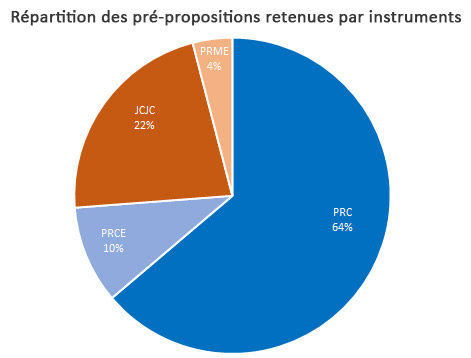 Répartition des pré-propositions retenues par instruments
PRME
4%
JCJC
22%
PRC
64%
PRCE
10%